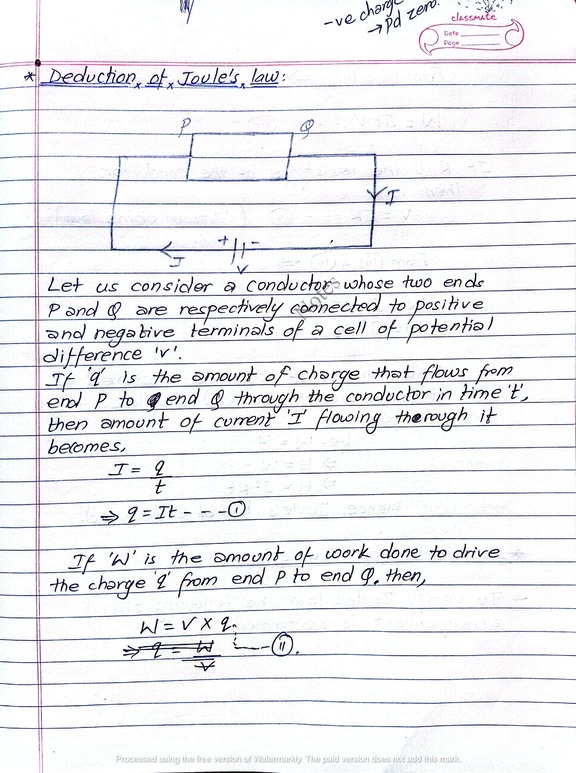 -ve charge
→ Pd zero.
classmate
Date
Page
* Deduction of Joule's law:
P Q
I
+ -
I
V
Let us consider a conductor whose two ends
P and Q are respectively connected to positive
and negative terminals of a cell of potential
difference 'v'.
If 'q' is the amount of charge that flows from
end P to end Q through the conductor in time 't',
then amount of current 'I' flowing therough it
becomes,
I = q
t
⇒ q = It - - - (i)
If 'W' is the amount of work done to drive
the charge 'q' from end P to end Q. then,
W = V × q
⇒ q = W
V
(ii).
Notes
Processed using the free version of Watermarkly. The paid version does not add this mark.